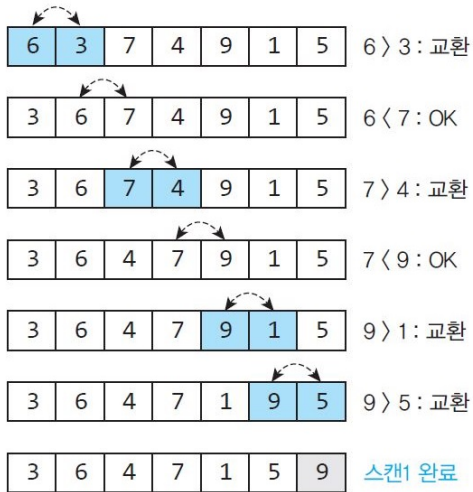 6 3 7 4 9 1 5 6 > 3 : 교환
3 6 7 4 9 1 5 6 < 7 : OK
3 6 7 4 9 1 5 7 > 4 : 교환
3 6 4 7 9 1 5 7 < 9 : OK
3 6 4 7 9 1 5 9 > 1 : 교환
3 6 4 7 1 9 5 9 > 5 : 교환
3 6 4 7 1 5 9 스캔1 완료